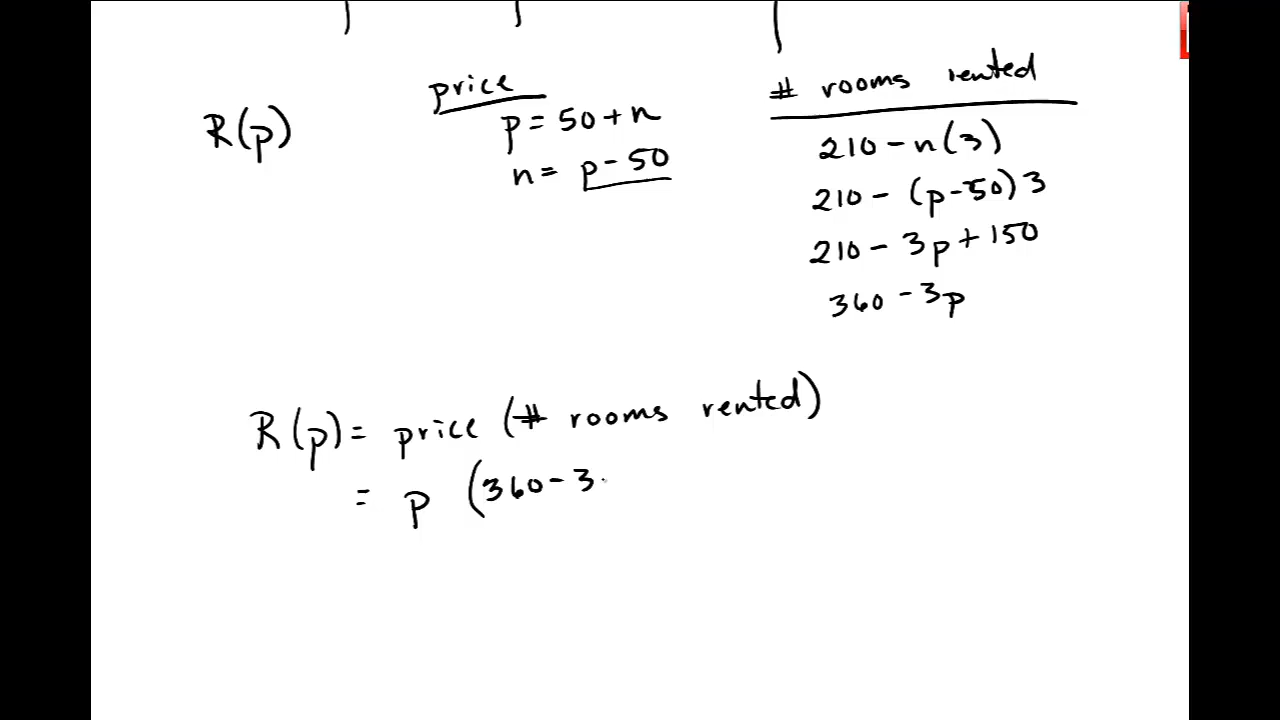 price
# rooms rented
R(p)
p = 50 + n
n = p - 50
210 - n(3)
210 - (p-50)3
210 - 3p + 150
360 - 3p
R(p) = price (# rooms rented)
= p (360 - 3